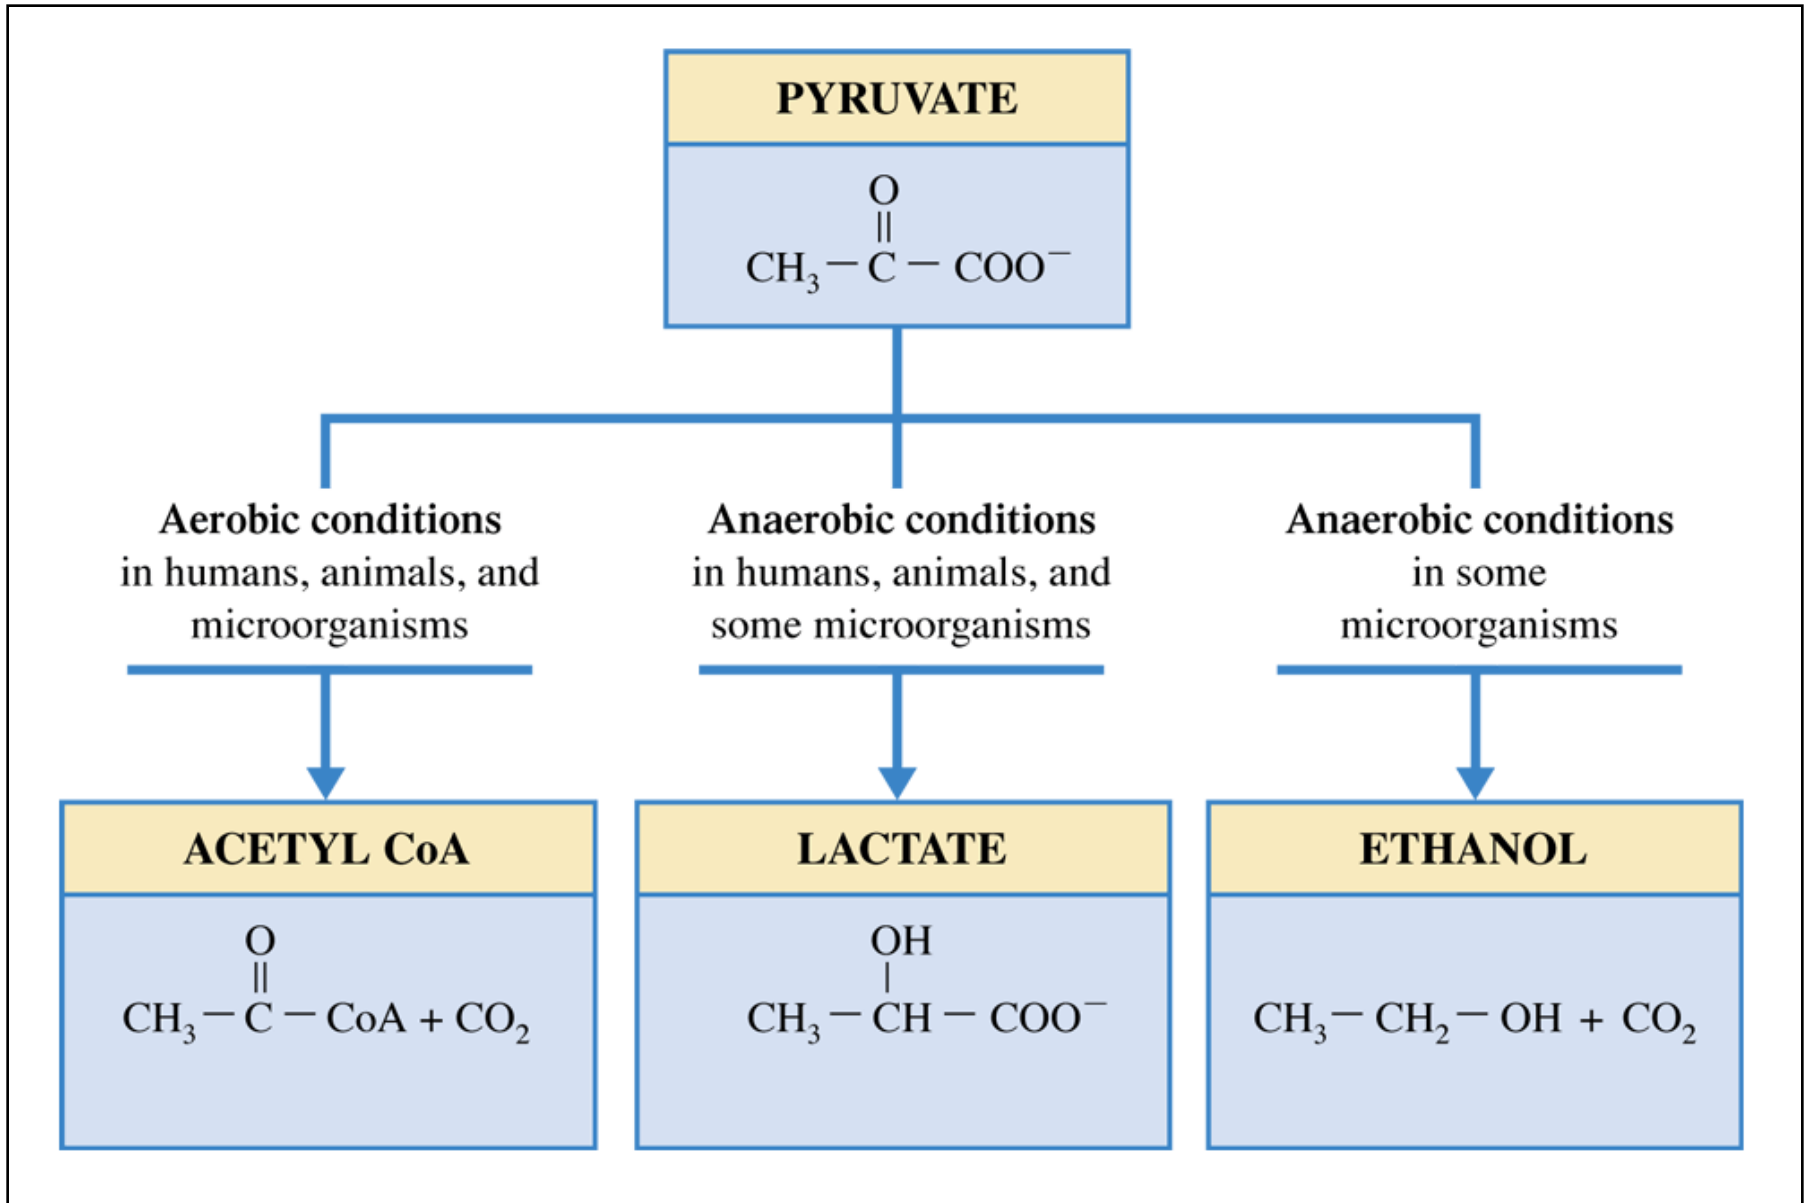 PYRUVATE
O
||
CH₃ — C — COO⁻
Aerobic conditions
in humans, animals, and
microorganisms
Anaerobic conditions
in humans, animals, and
some microorganisms
Anaerobic conditions
in some
microorganisms
ACETYL CoA
O
||
CH₃ — C — CoA + CO₂
LACTATE
OH
|
CH₃ — CH — COO⁻
ETHANOL
CH₃ — CH₂ — OH + CO₂